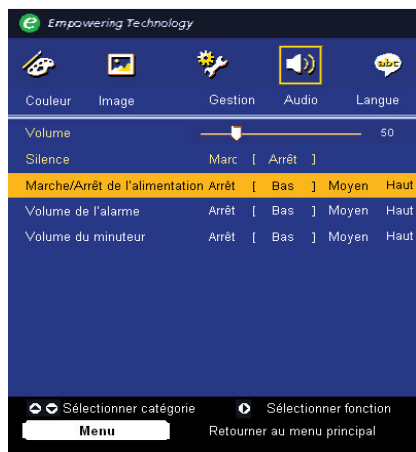 e Empowering Technology
abc
Couleur Image Gestion Audio Langue
Volume 50
Silence Marc [ Arrêt ]
Marche/Arrêt de l'alimentation Arrêt [ Bas ] Moyen Haut
Volume de l'alarme Arrêt [ Bas ] Moyen Haut
Volume du minuteur Arrêt [ Bas ] Moyen Haut
Sélectionner catégorie Sélectionner fonction
Menu Retourner au menu principal